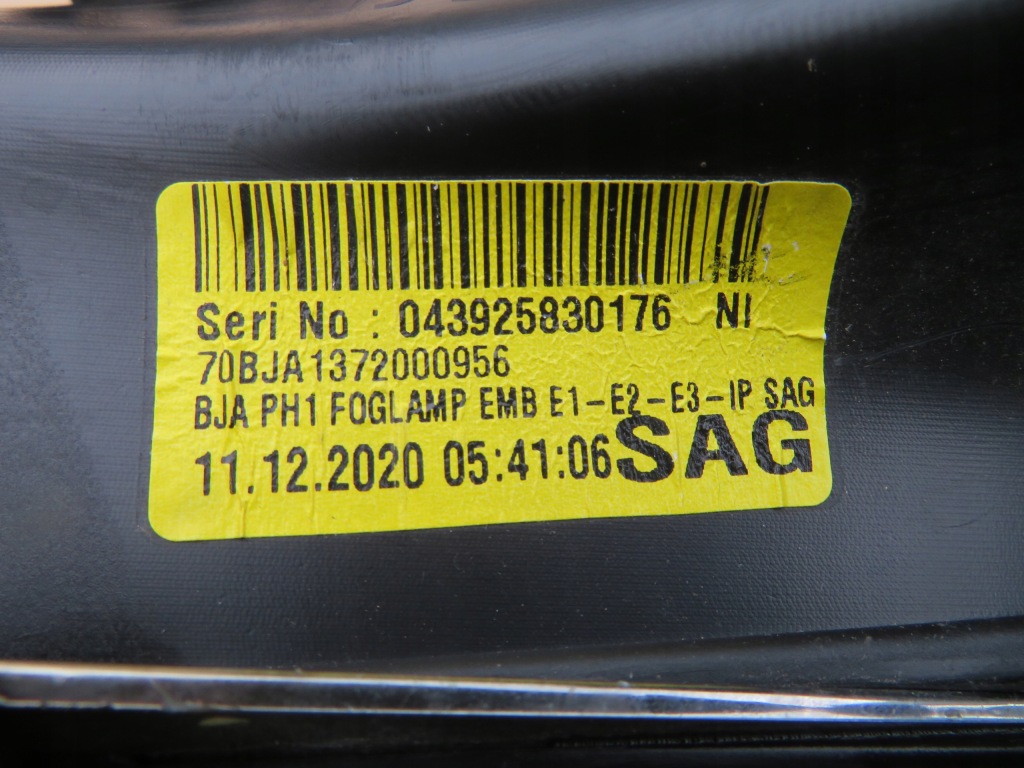 Seri No : 043925830176 NI
70BJA1372000956
BJA PH1 FOGLAMP EMB E1-E2-E3-IP SAG
11.12.2020 05:41:06 SAG